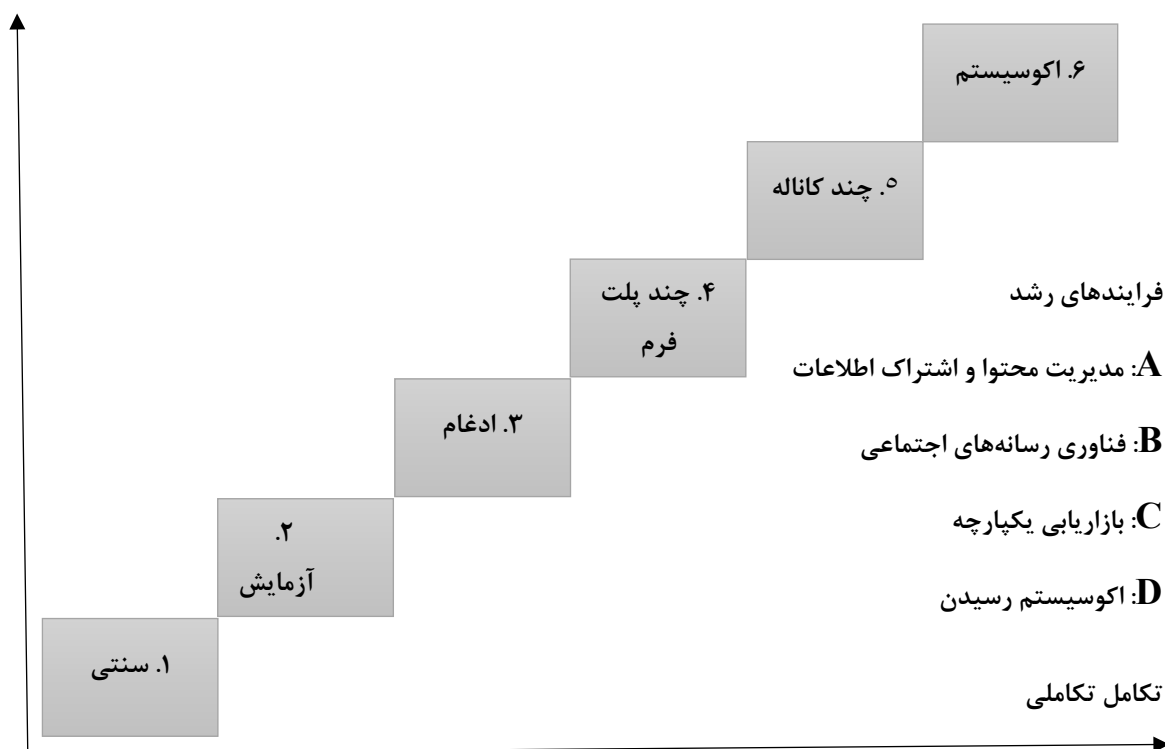 ۶. اکوسیستم
۵. چند کاناله
۴. چند پلت
فرم
۳. ادغام
۲.
آزمایش
۱. سنتی
فرایندهای رشد
A: مدیریت محتوا و اشتراک اطلاعات
B: فناوری رسانه‌های اجتماعی
C: بازاریابی یکپارچه
D: اکوسیستم رسیدن
تکامل تکاملی